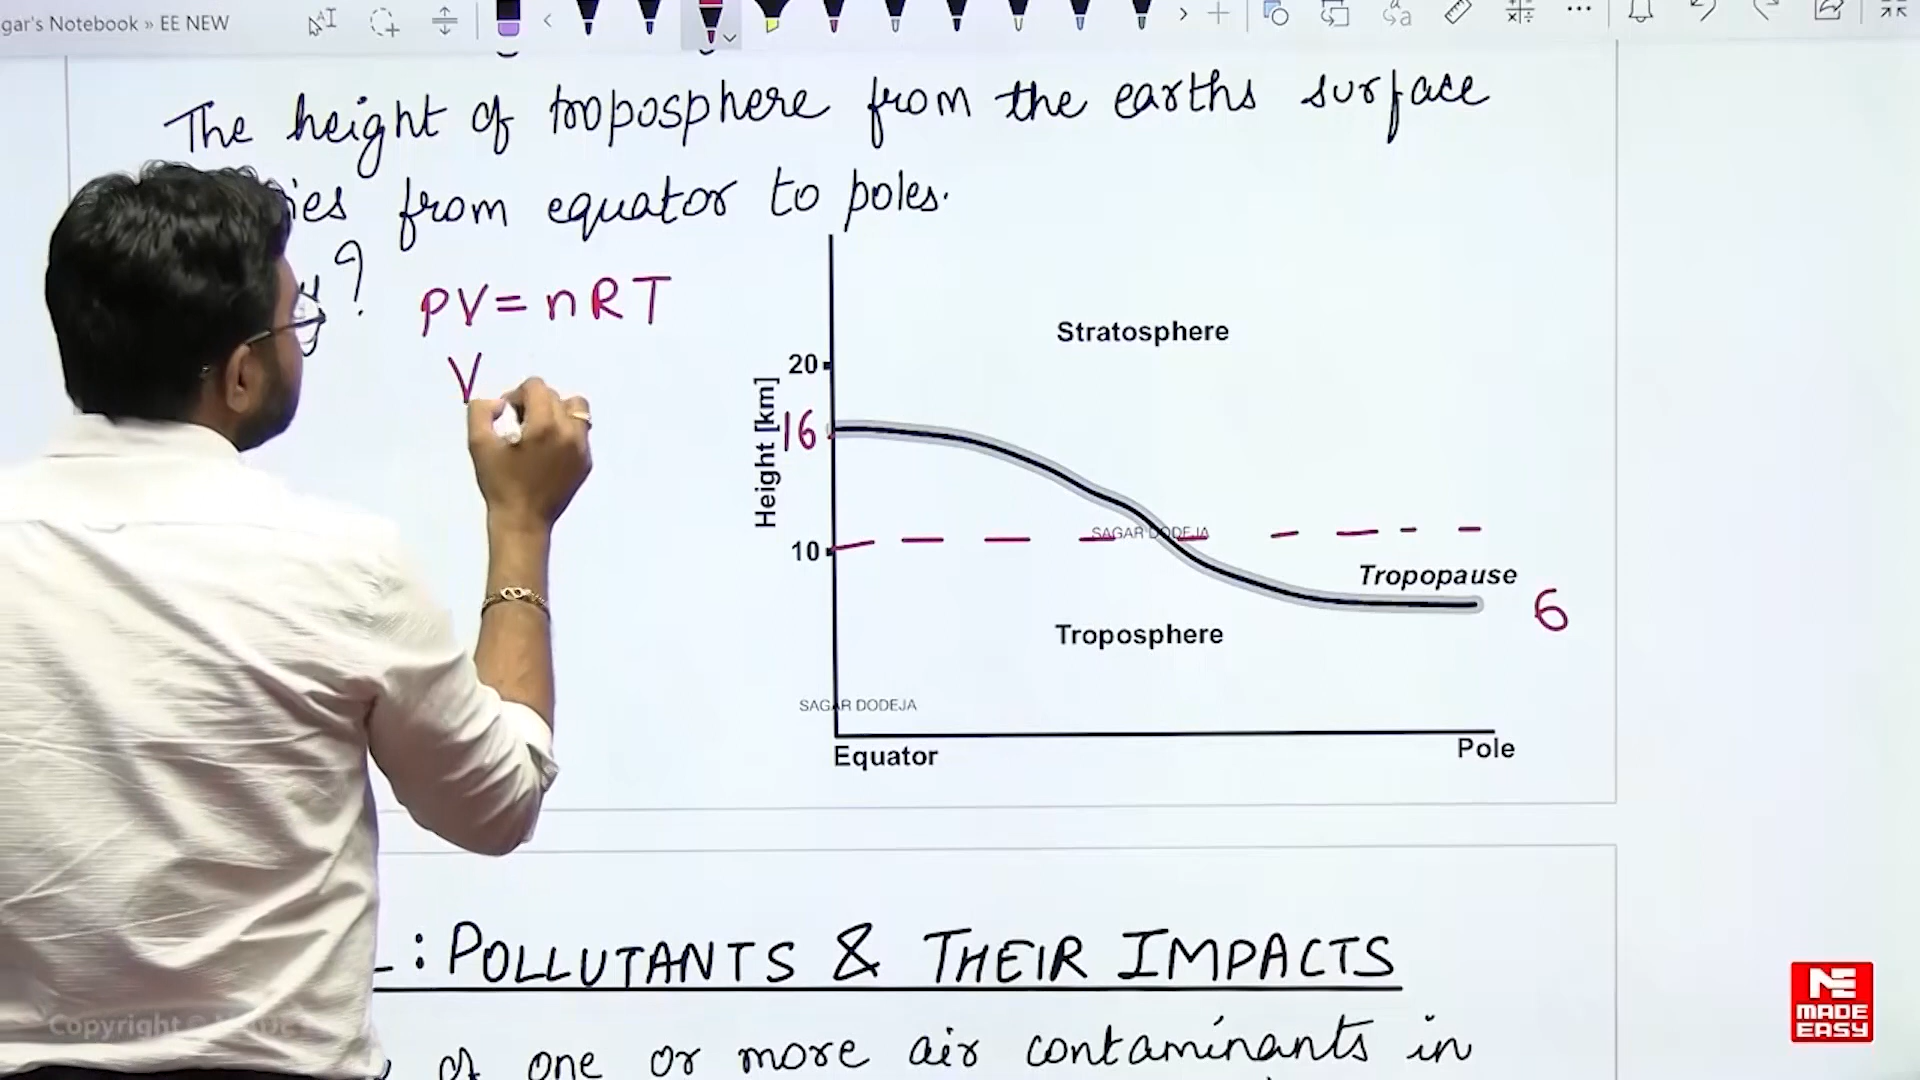 gar's Notebook » EE NEW
The height of troposphere from the earths surface
ies from equator to poles.
y?
PV = nRT
V
Stratosphere
20
Height [km]
16
10
SAGAR DODEJA
Tropopause
6
Troposphere
SAGAR DODEJA
Equator
Pole
: POLLUTANTS & THEIR IMPACTS
of one or more air contaminants in
Copyright ©
MADE
EASY